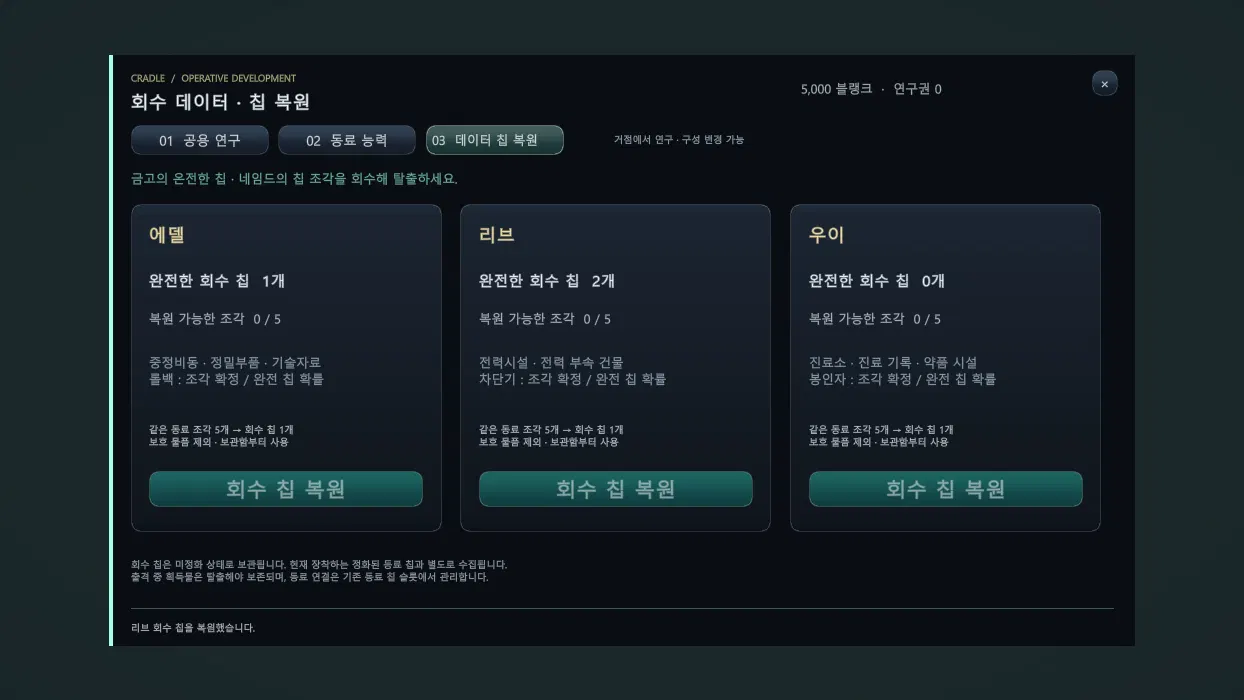 CRADLE / OPERATIVE DEVELOPMENT
회수 데이터 · 칩 복원
5,000 블랭크 · 연구권 0
×
01 공용 연구
02 동료 능력
03 데이터 칩 복원
거점에서 연구 · 구성 변경 가능
금고의 온전한 칩 · 네임드의 칩 조각을 회수해 탈출하세요.
에델
완전한 회수 칩 1개
복원 가능한 조각 0 / 5
중정비동 · 정밀부품 · 기술자료
롤백 : 조각 확정 / 완전 칩 확률
같은 동료 조각 5개 → 회수 칩 1개
보호 물품 제외 · 보관함부터 사용
회수 칩 복원
리브
완전한 회수 칩 2개
복원 가능한 조각 0 / 5
전력시설 · 전력 부속 건물
차단기 : 조각 확정 / 완전 칩 확률
같은 동료 조각 5개 → 회수 칩 1개
보호 물품 제외 · 보관함부터 사용
회수 칩 복원
우이
완전한 회수 칩 0개
복원 가능한 조각 0 / 5
진료소 · 진료 기록 · 약품 시설
봉인자 : 조각 확정 / 완전 칩 확률
같은 동료 조각 5개 → 회수 칩 1개
보호 물품 제외 · 보관함부터 사용
회수 칩 복원
회수 칩은 미정화 상태로 보관됩니다. 현재 장착하는 정화된 동료 칩과 별도로 수집됩니다.
출격 중 획득물은 탈출해야 보존되며, 동료 연결은 기존 동료 칩 슬롯에서 관리합니다.
리브 회수 칩을 복원했습니다.